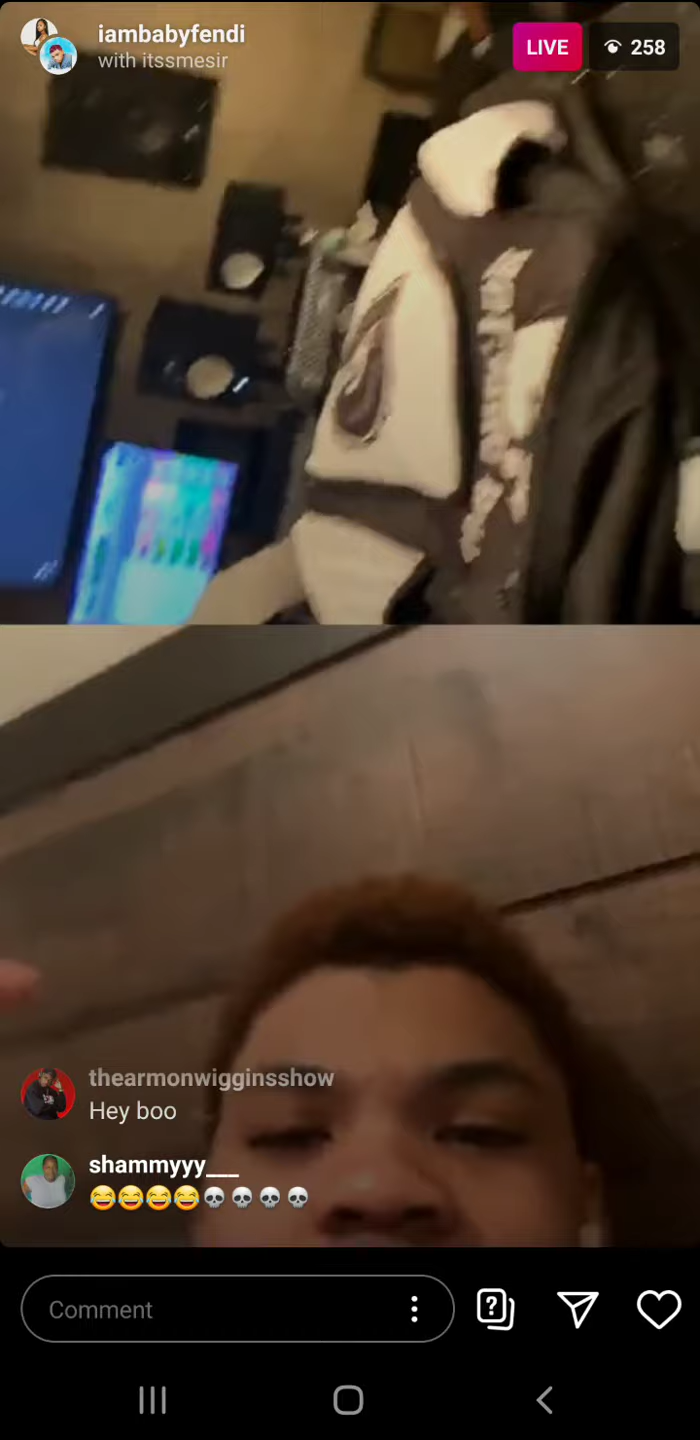 iambabyfendi
with itssmesir
LIVE
258
thearmonwigginsshow
Hey boo
shammyyy___
😂😂😂😂💀💀💀💀
Comment